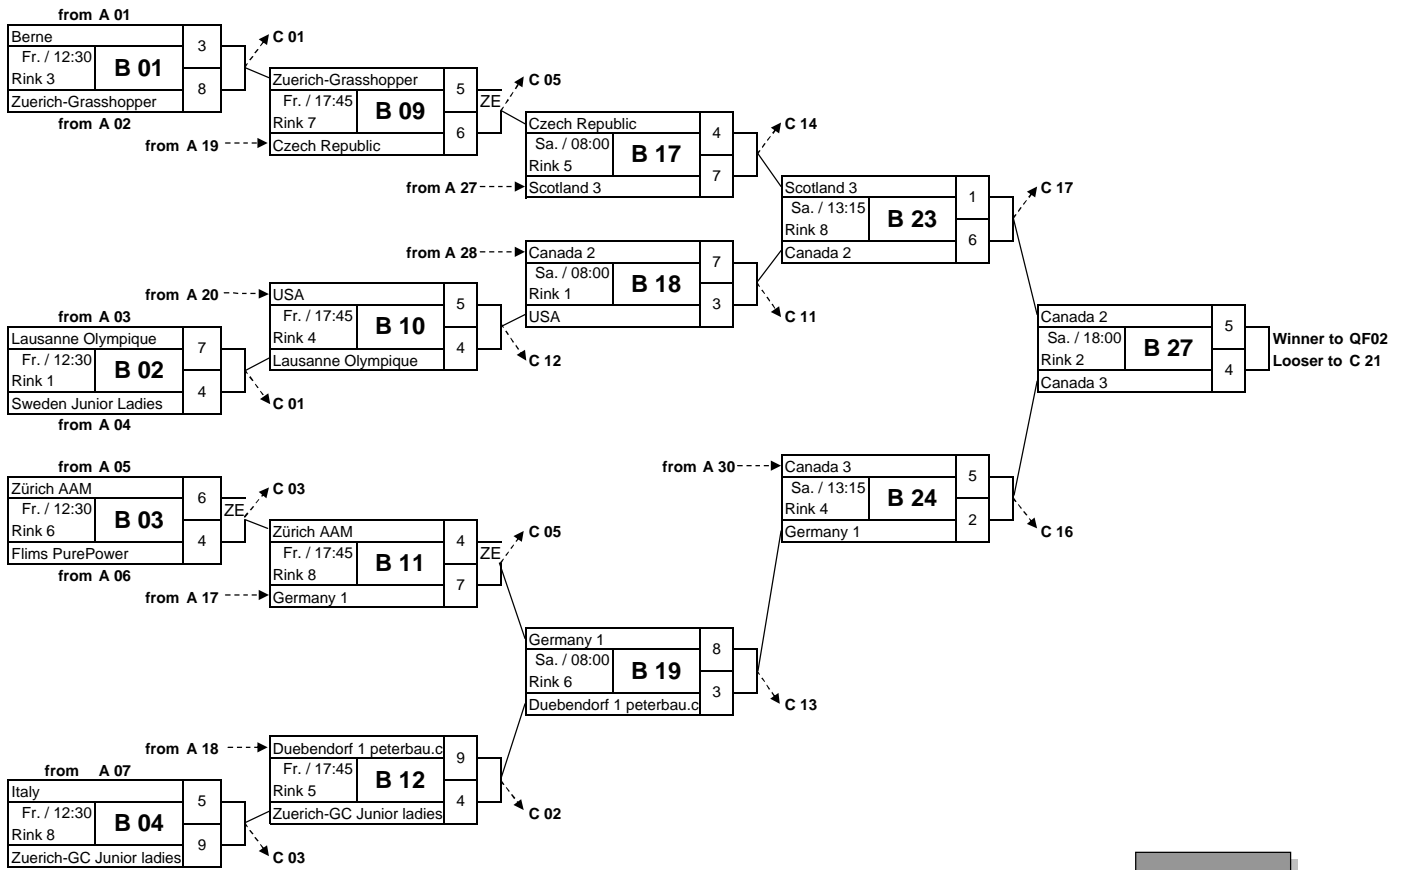 from A 01
Berne
3
Fr. / 12:30
Rink 3
B 01
8
Zuerich-Grasshopper
from A 02
C 01
Zuerich-Grasshopper
5
ZE
Fr. / 17:45
Rink 7
B 09
6
from A 19
Czech Republic
C 05
Czech Republic
4
Sa. / 08:00
Rink 5
B 17
7
from A 27
Scotland 3
C 14
Scotland 3
1
Sa. / 13:15
Rink 8
B 23
6
Canada 2
C 17
from A 28
Canada 2
7
Sa. / 08:00
Rink 1
B 18
3
USA
C 11
from A 20
USA
5
Fr. / 17:45
Rink 4
B 10
4
Lausanne Olympique
C 12
from A 03
Lausanne Olympique
7
Fr. / 12:30
Rink 1
B 02
4
Sweden Junior Ladies
from A 04
C 01
Canada 2
5
Sa. / 18:00
Rink 2
B 27
4
Canada 3
Winner to QF02
Looser to C 21
from A 05
Zürich AAM
6
ZE
Fr. / 12:30
Rink 6
B 03
4
Flims PurePower
from A 06
C 03
Zürich AAM
4
ZE
Fr. / 17:45
Rink 8
B 11
7
from A 17
Germany 1
C 05
from A 30
Canada 3
5
Sa. / 13:15
Rink 4
B 24
2
Germany 1
C 16
Germany 1
8
Sa. / 08:00
Rink 6
B 19
3
Duebendorf 1 peterbau.c
C 13
from A 18
Duebendorf 1 peterbau.c
9
Fr. / 17:45
Rink 5
B 12
4
Zuerich-GC Junior ladies
C 02
from A 07
Italy
5
Fr. / 12:30
Rink 8
B 04
9
Zuerich-GC Junior ladies
C 03